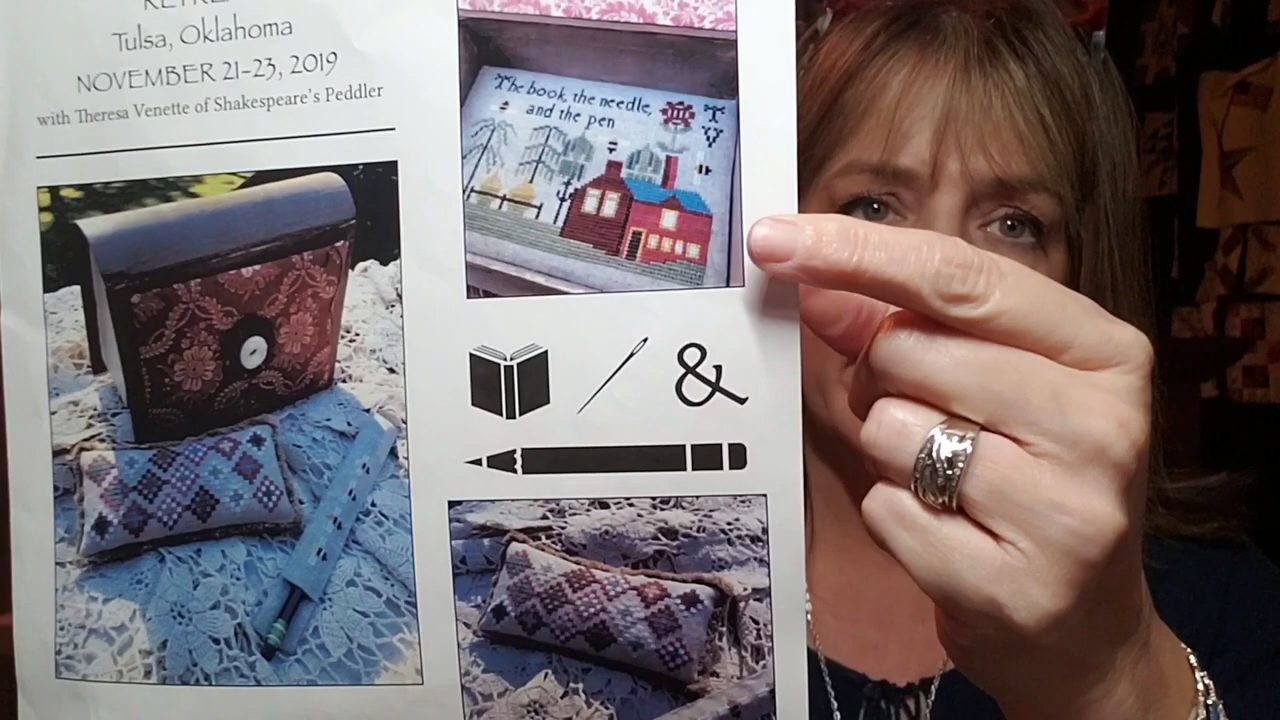 Tulsa, Oklahoma
NOVEMBER 21-23, 2019
with Theresa Venette of Shakespeare's Peddler
The book, the needle,
and the pen
T
V
&